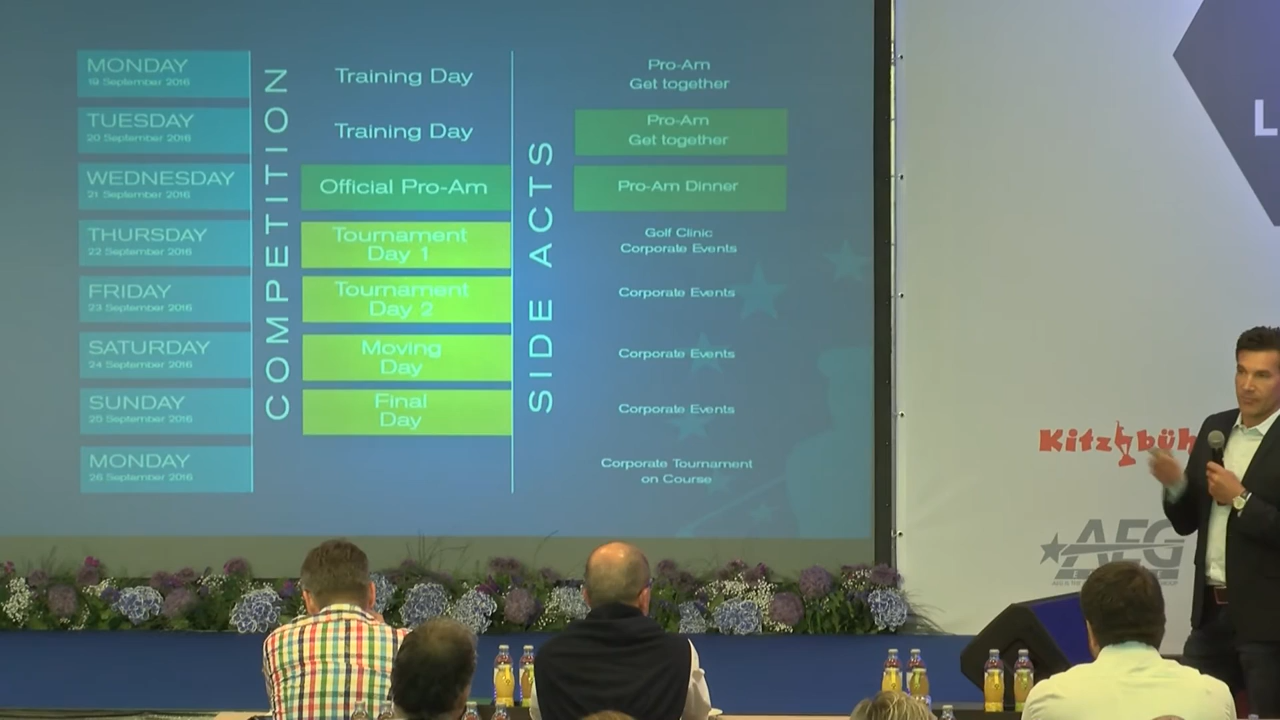 MONDAY
19 September 2016
Training Day
Pro-Am
Get together
TUESDAY
20 September 2016
Training Day
Pro-Am
Get together
WEDNESDAY
21 September 2016
Official Pro-Am
Pro-Am Dinner
THURSDAY
22 September 2016
Tournament
Day 1
Golf Clinic
Corporate Events
FRIDAY
23 September 2016
Tournament
Day 2
Corporate Events
SATURDAY
24 September 2016
Moving
Day
Corporate Events
SUNDAY
25 September 2016
Final
Day
Corporate Events
MONDAY
26 September 2016
Corporate Tournament
on Course
COMPETITION
SIDE ACTS
L
Kitzbüh
AEG